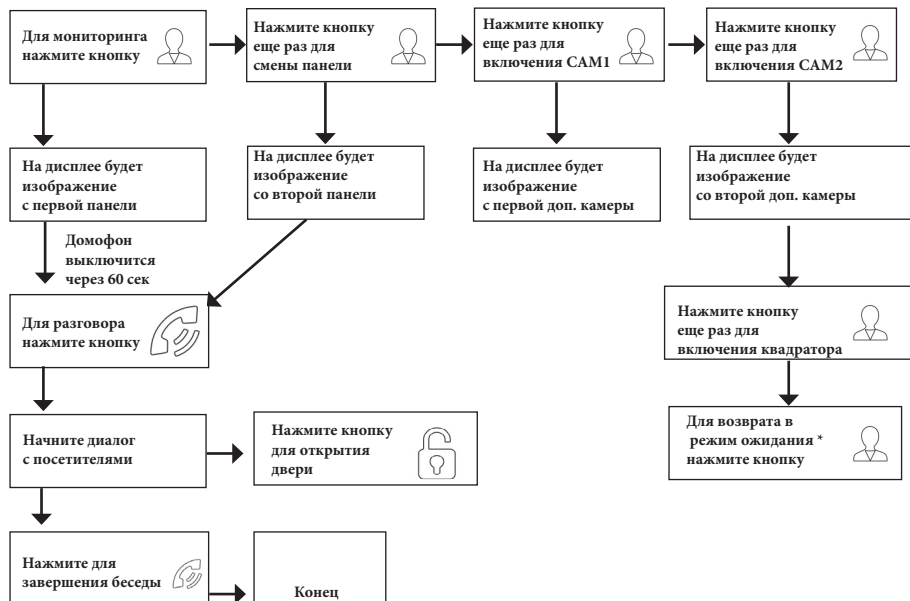 Для мониторинга
нажмите кнопку
Нажмите кнопку
еще раз для
смены панели
Нажмите кнопку
еще раз для
включения CAM1
Нажмите кнопку
еще раз для
включения CAM2
На дисплее будет
изображение
с первой панели
На дисплее будет
изображение
со второй панели
На дисплее будет
изображение
с первой доп. камеры
На дисплее будет
изображение
со второй доп. камеры
Домофон
выключится
через 60 сек
Для разговора
нажмите кнопку
Нажмите кнопку
еще раз для
включения квадратора
Начните диалог
с посетителями
Нажмите кнопку
для открытия
двери
Для возврата в
режим ожидания *
нажмите кнопку
Нажмите для
завершения беседы
Конец